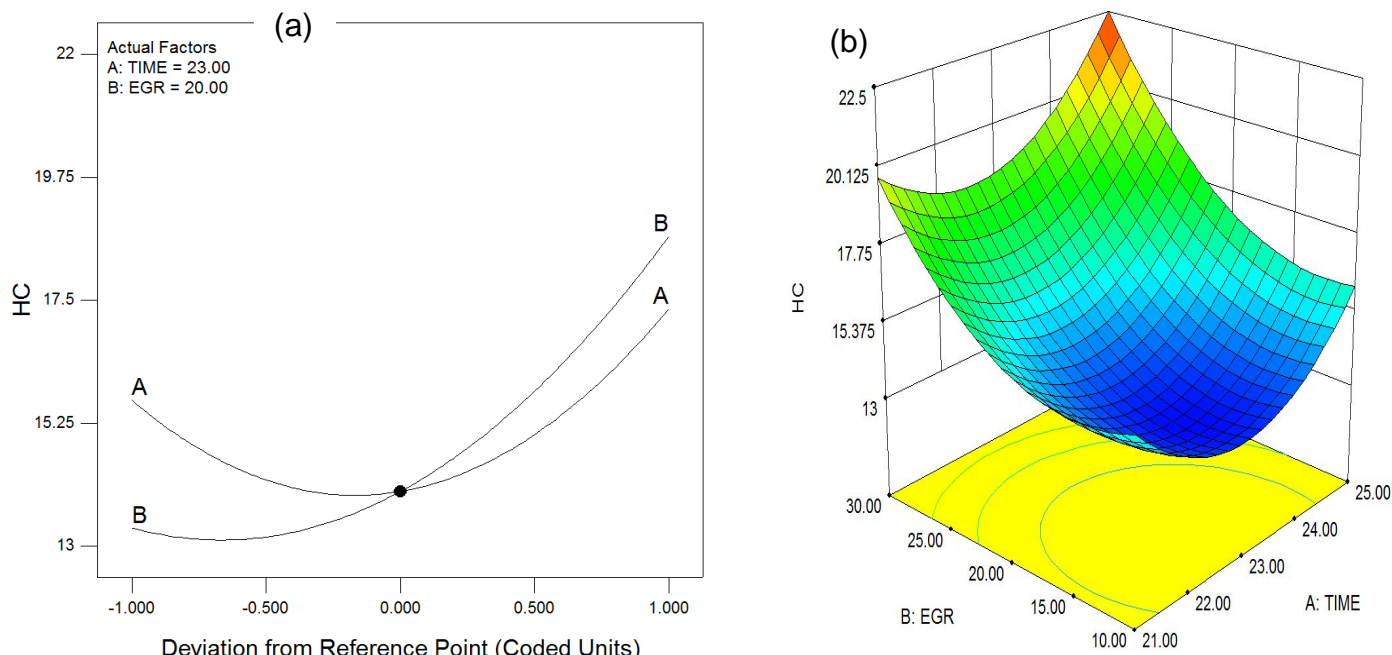 (a)
Actual Factors
A: TIME = 23.00
B: EGR = 20.00
22
19.75
17.5
15.25
13
HC
A
B
B
A
-1.000
-0.500
0.000
0.500
1.000
Deviation from Reference Point (Coded Units)
(b)
22.5
20.125
17.75
15.375
13
HC
30.00
25.00
20.00
15.00
10.00
B: EGR
21.00
22.00
23.00
24.00
25.00
A: TIME